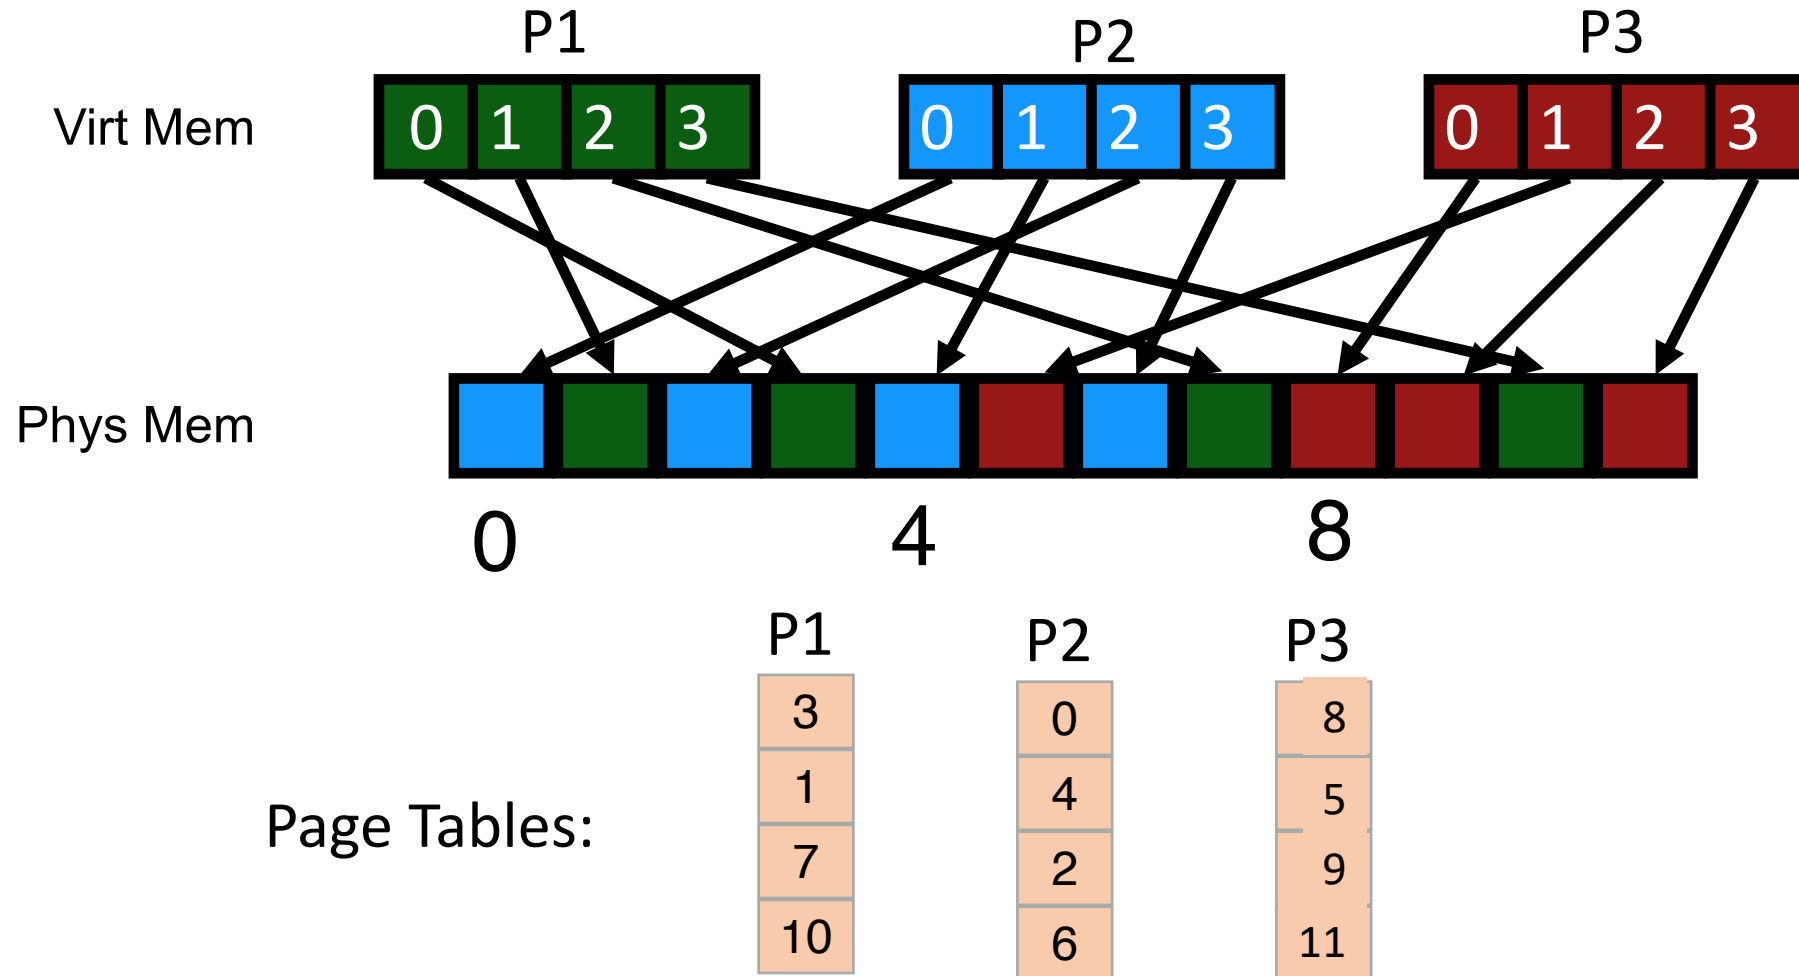 P1 P2 P3
Virt Mem 0 1 2 3 0 1 2 3 0 1 2 3
Phys Mem
0 4 8
P1 P2 P3
3 0 8
1 4 5
Page Tables:
7 2 9
10 6 11